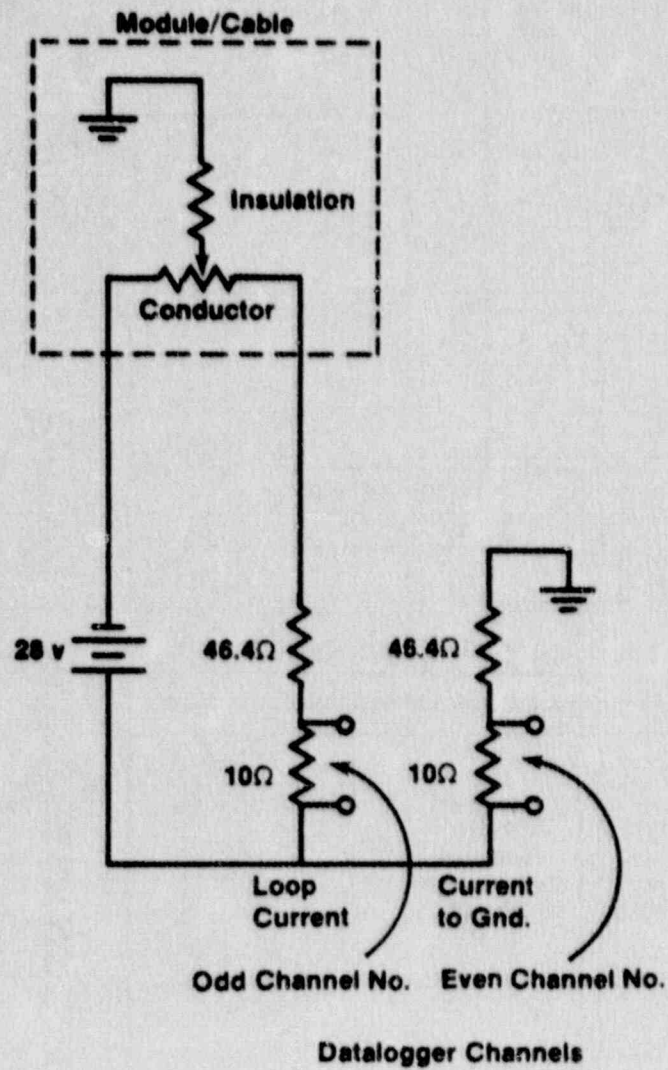 Module/Cable
Insulation
Conductor
28 v
46.4Ω
46.4Ω
10Ω
10Ω
Loop
Current
Current
to Gnd.
Odd Channel No.
Even Channel No.
Datalogger Channels